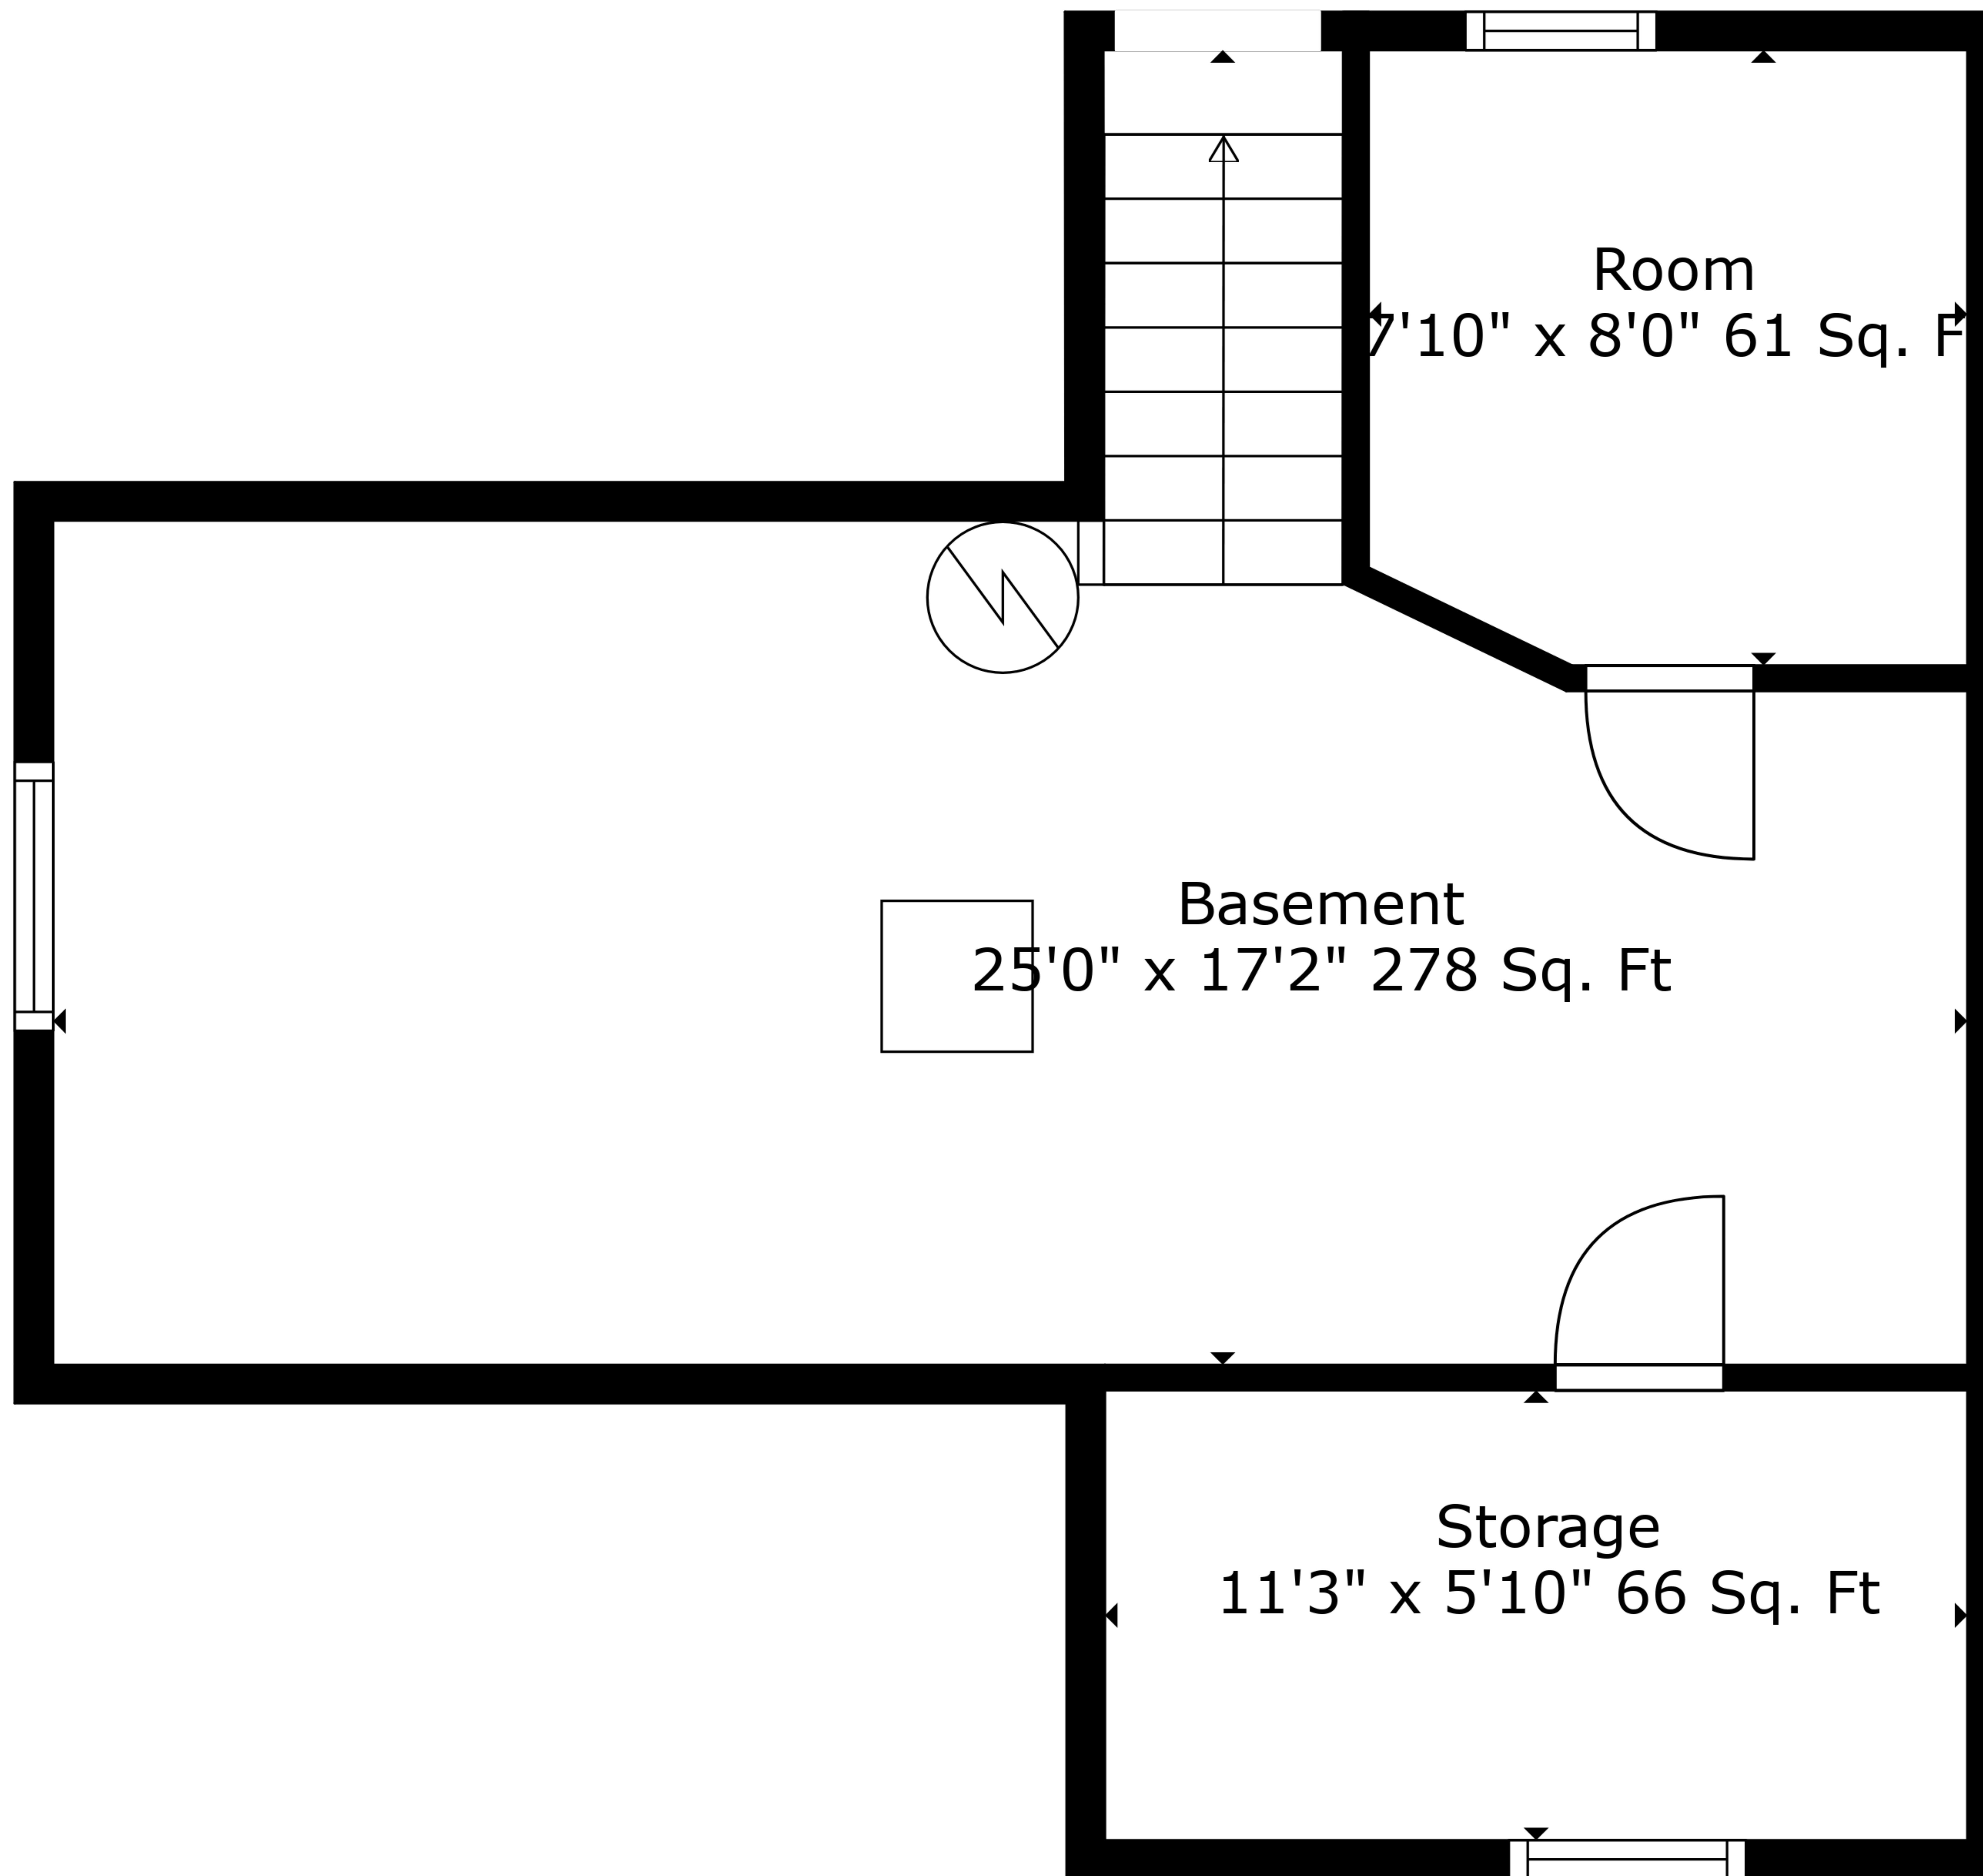 Room
7'10" x 8'0" 61 Sq. F
Basement
25'0" x 17'2" 278 Sq. Ft
Storage
11'3" x 5'10" 66 Sq. Ft